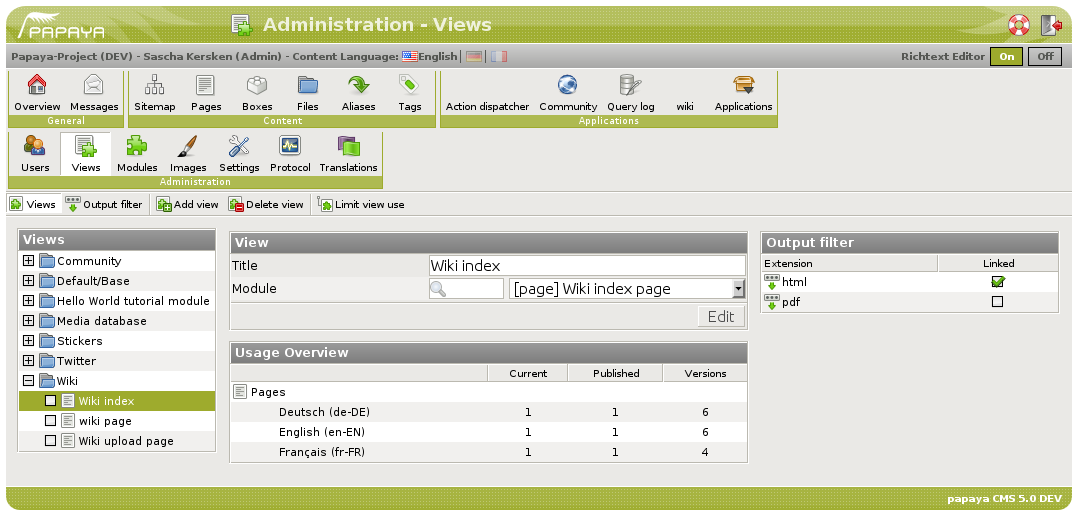 PAPAYA
Administration - Views
Papaya-Project (DEV) - Sascha Kersken (Admin) - Content Language: English
Richtext Editor On Off
Overview Messages
General
Sitemap Pages Boxes Files Aliases Tags
Content
Action dispatcher Community Query log wiki Applications
Applications
Users Views Modules Images Settings Protocol Translations
Administration
Views Output filter Add view Delete view Limit view use
Views
Community
Default/Base
Hello World tutorial module
Media database
Stickers
Twitter
Wiki
Wiki index
wiki page
Wiki upload page
View
Title Wiki index
Module [page] Wiki index page
Edit
Usage Overview
Current Published Versions
Pages
Deutsch (de-DE) 1 1 6
English (en-EN) 1 1 6
Français (fr-FR) 1 1 4
Output filter
Extension Linked
html
pdf
papaya CMS 5.0 DEV